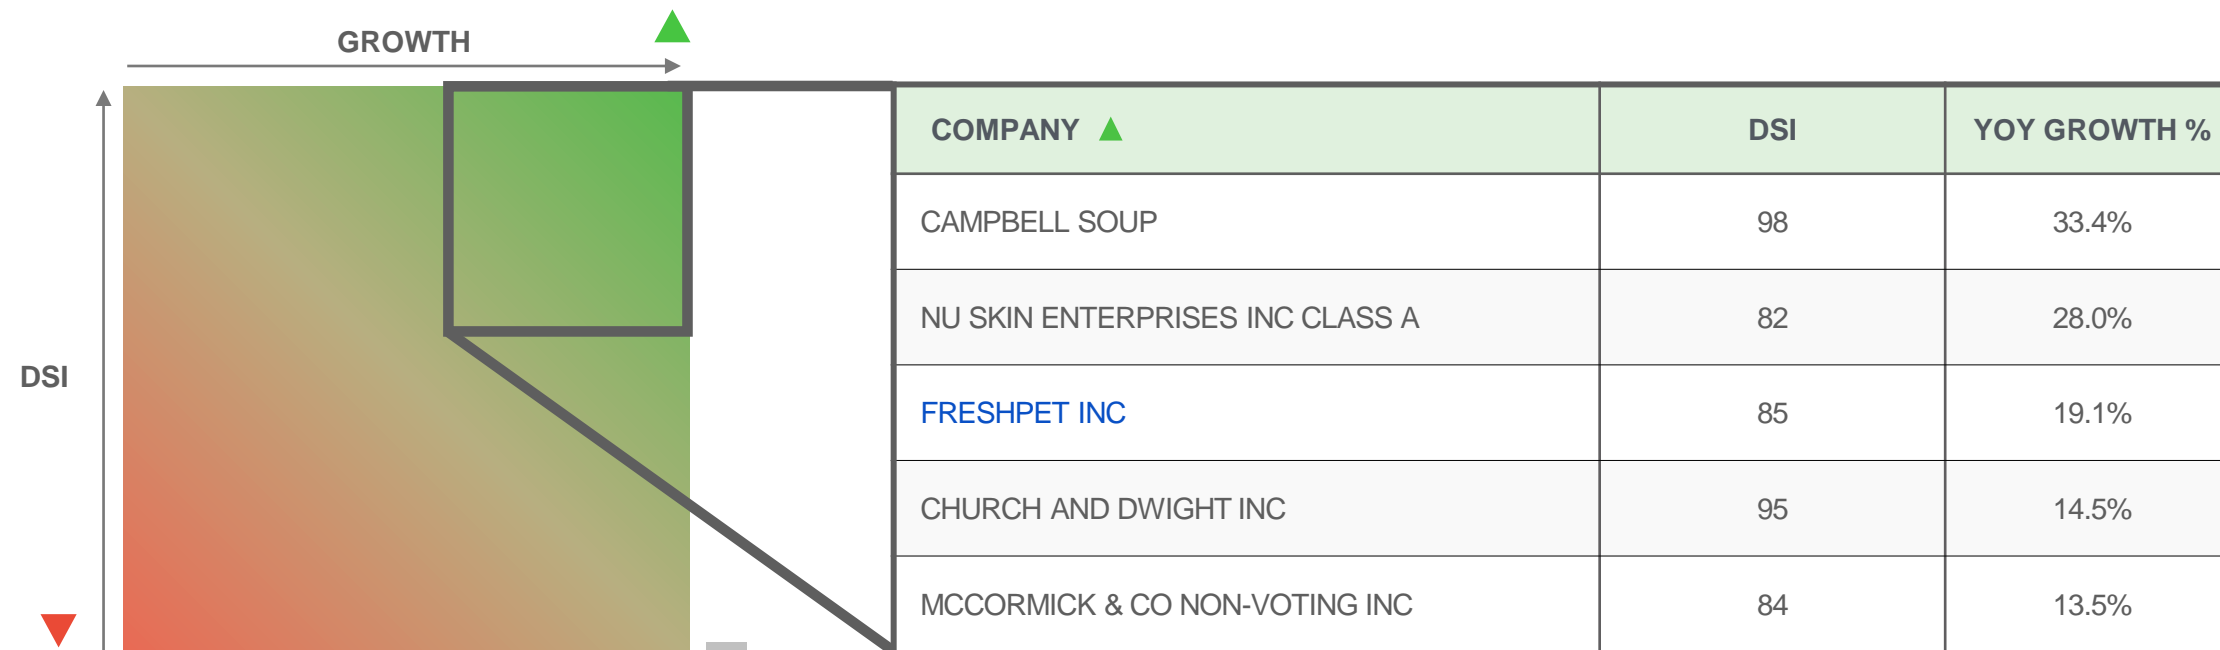 GROWTH
DSI
COMPANY DSI YOY GROWTH %
CAMPBELL SOUP 98 33.4%
NU SKIN ENTERPRISES INC CLASS A 82 28.0%
FRESHPET INC 85 19.1%
CHURCH AND DWIGHT INC 95 14.5%
MCCORMICK & CO NON-VOTING INC 84 13.5%